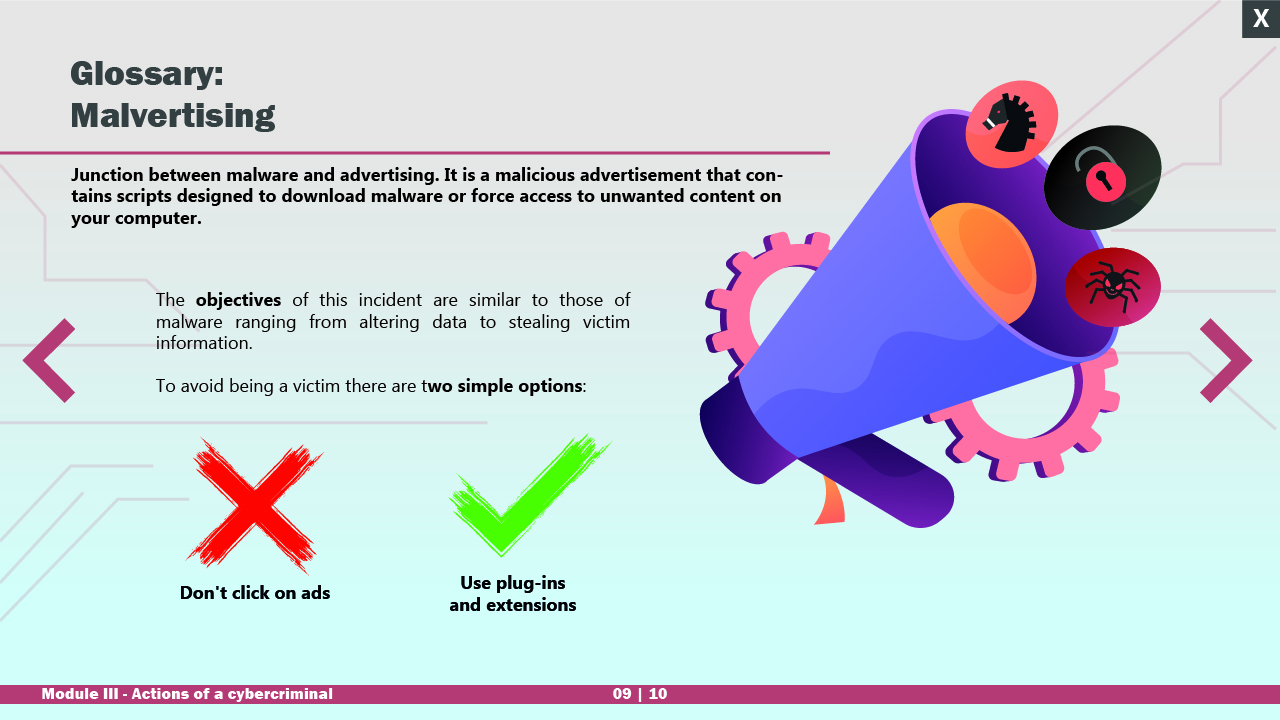 X
Glossary:
Malvertising
Junction between malware and advertising. It is a malicious advertisement that con-
tains scripts designed to download malware or force access to unwanted content on
your computer.
The objectives of this incident are similar to those of
malware ranging from altering data to stealing victim
information.
To avoid being a victim there are two simple options:
Don't click on ads
Use plug-ins
and extensions
Module III - Actions of a cybercriminal
09 | 10